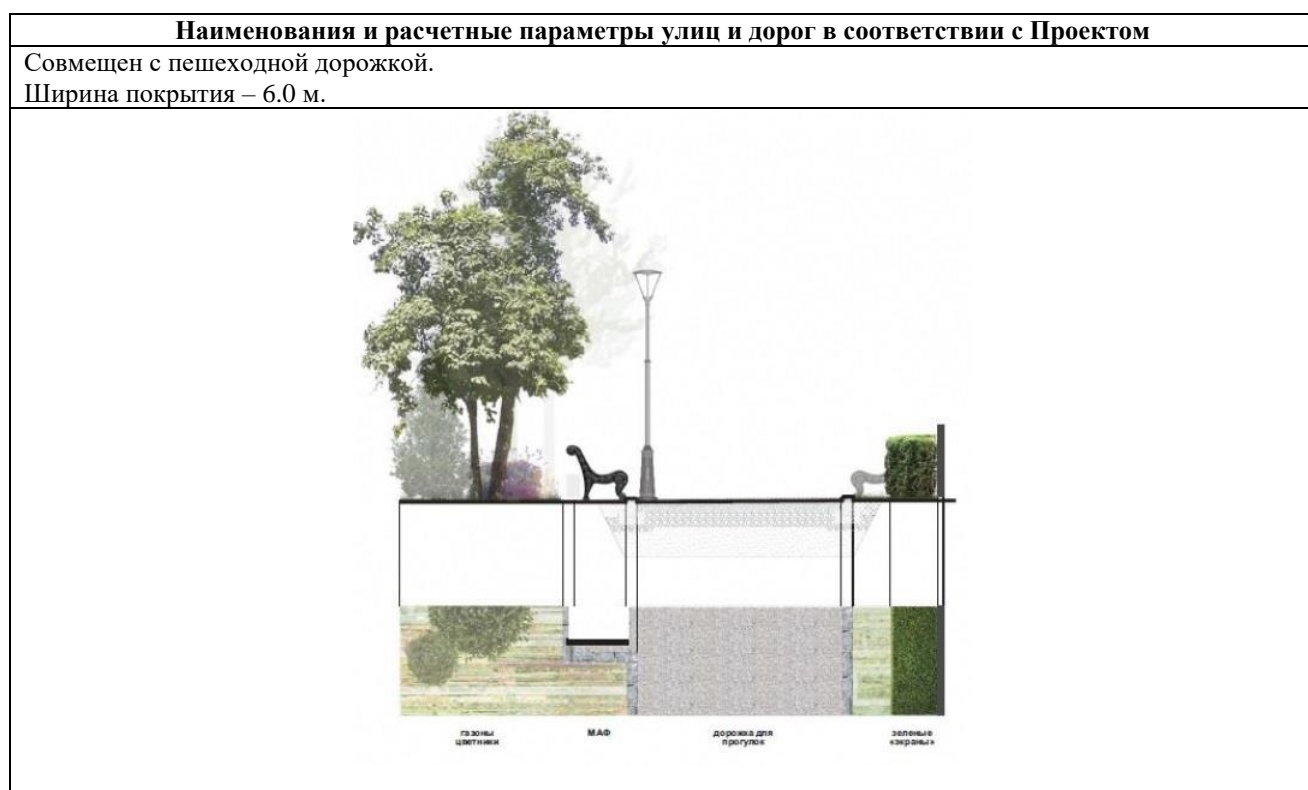 Наименования и расчетные параметры улиц и дорог в соответствии с Проектом
Совмещен с пешеходной дорожкой.
Ширина покрытия – 6.0 м.
газоны
цветники
МАФ
дорожка для
прогулок
зеленые
«экраны»